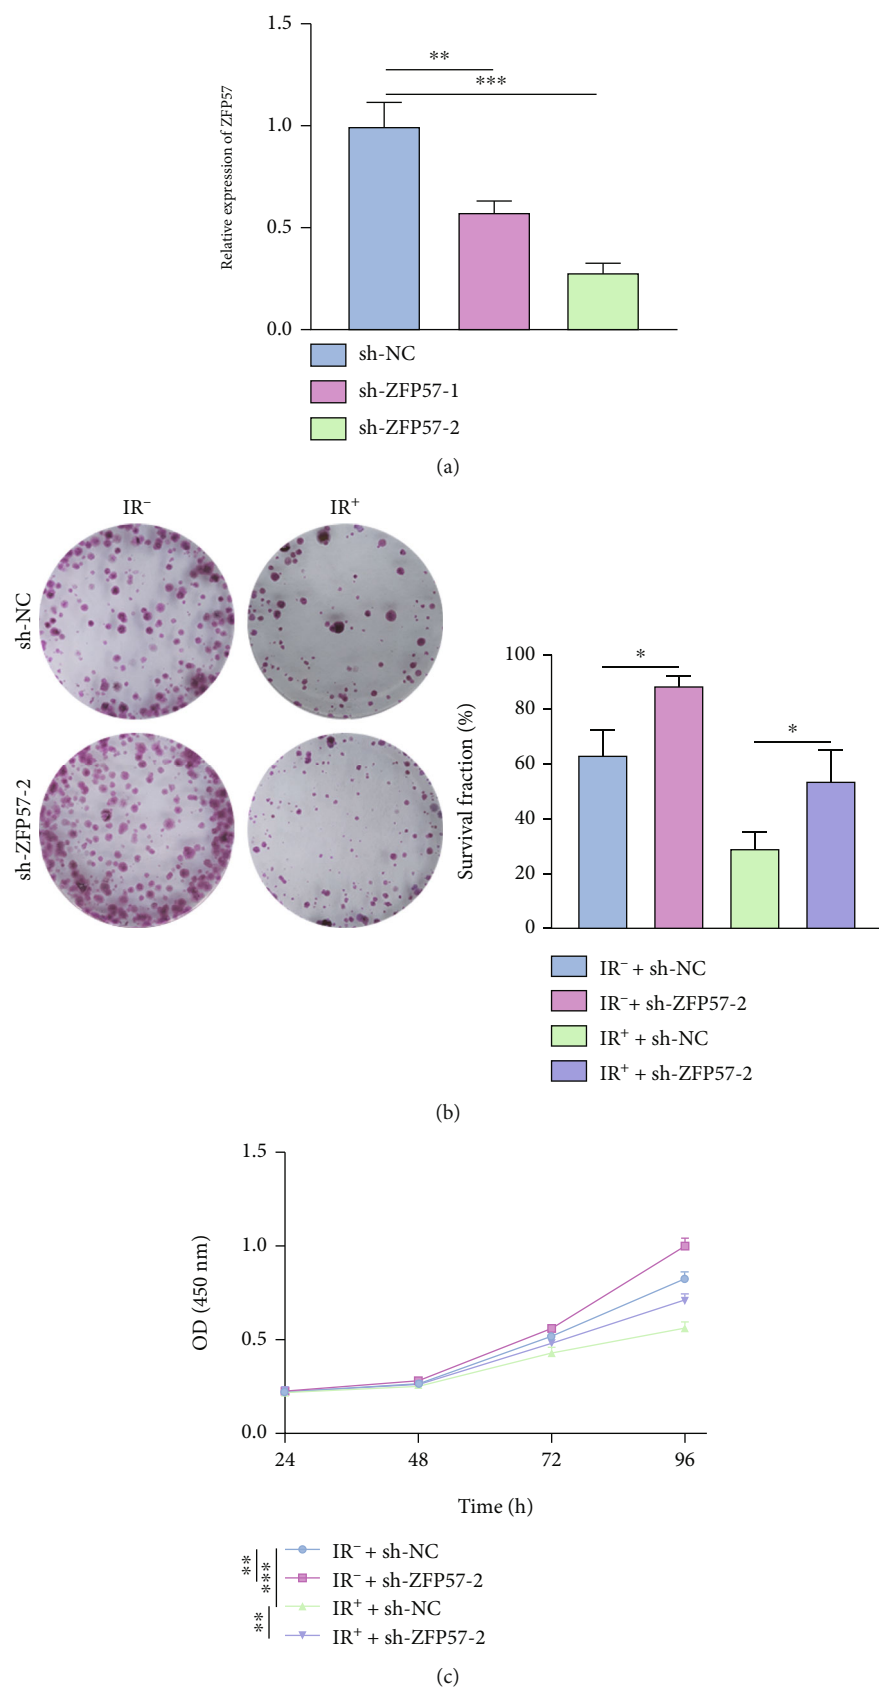 1.5
**
***
1.0
0.5
0.0
Relative expression of ZFP57
sh-NC
sh-ZFP57-1
sh-ZFP57-2
(a)
IR⁻
IR⁺
sh-NC
sh-ZFP57-2
100
80
60
40
20
0
Survival fraction (%)
*
*
IR⁻ + sh-NC
IR⁻+ sh-ZFP57-2
IR⁺ + sh-NC
IR⁺ + sh-ZFP57-2
(b)
1.5
1.0
0.5
0.0
OD (450 nm)
24 48 72 96
Time (h)
**
***
**
IR⁻ + sh-NC
IR⁻ + sh-ZFP57-2
IR⁺ + sh-NC
IR⁺ + sh-ZFP57-2
(c)